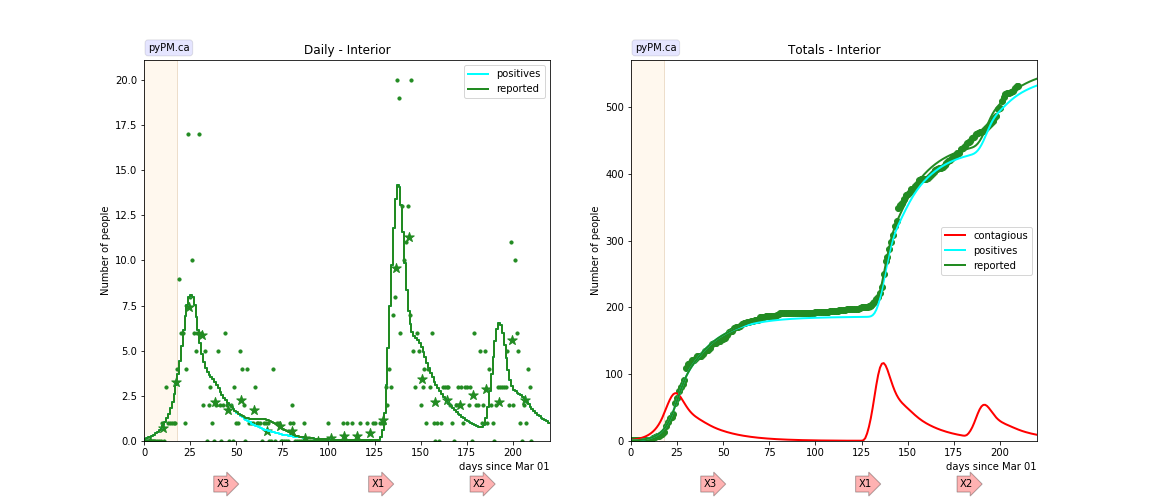 pyPM.ca
Daily - Interior
positives
reported
20.0
17.5
15.0
12.5
10.0
7.5
5.0
2.5
0.0
Number of people
0 25 50 75 100 125 150 175 200
days since Mar 01
X3 X1 X2
pyPM.ca
Totals - Interior
500
400
300
200
100
0
Number of people
contagious
positives
reported
0 25 50 75 100 125 150 175 200
days since Mar 01
X3 X1 X2